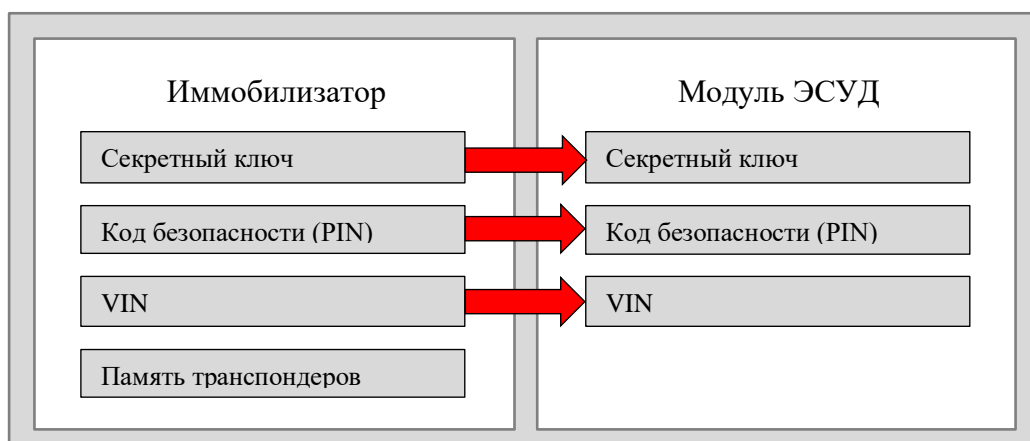 Иммобилизатор
Секретный ключ
Код безопасности (PIN)
VIN
Память транспондеров
Модуль ЭСУД
Секретный ключ
Код безопасности (PIN)
VIN